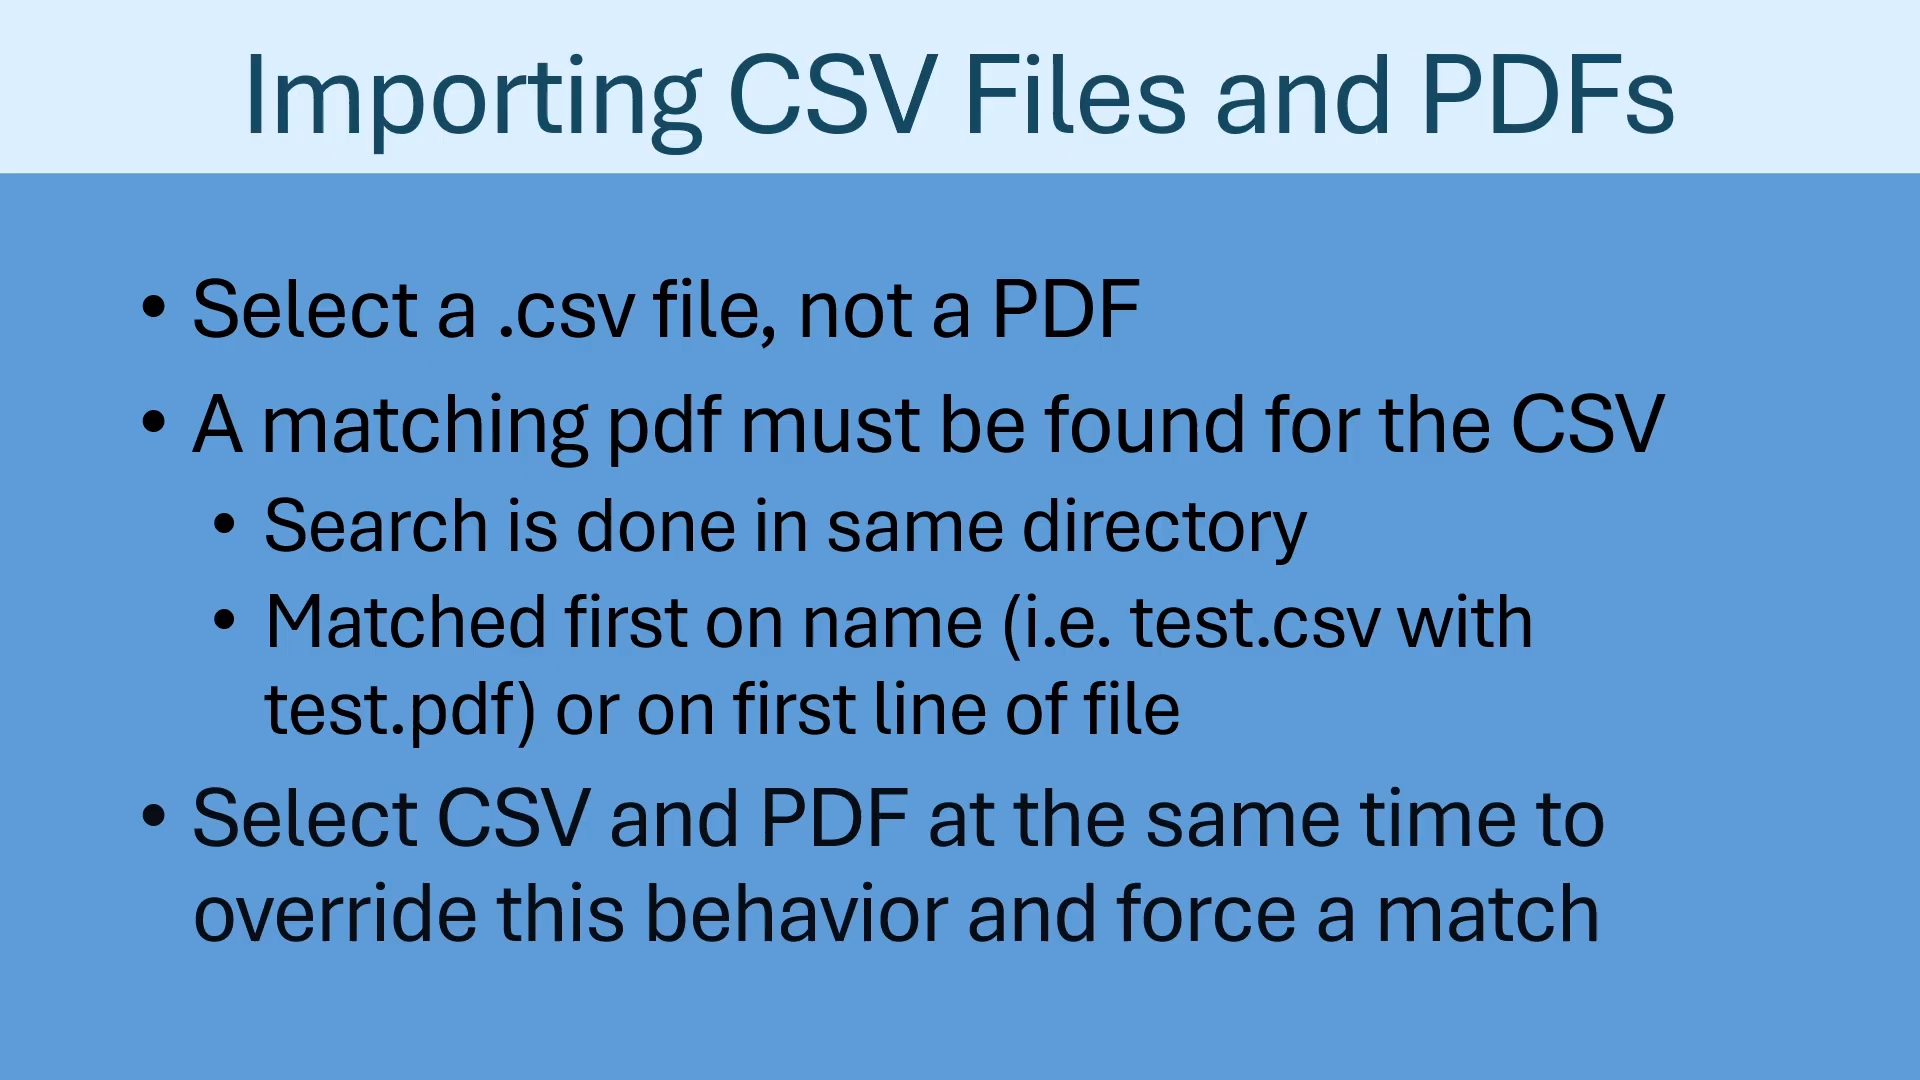 Importing CSV Files and PDFs
• Select a .csv file, not a PDF
• A matching pdf must be found for the CSV
• Search is done in same directory
• Matched first on name (i.e. test.csv with
test.pdf) or on first line of file
• Select CSV and PDF at the same time to
override this behavior and force a match